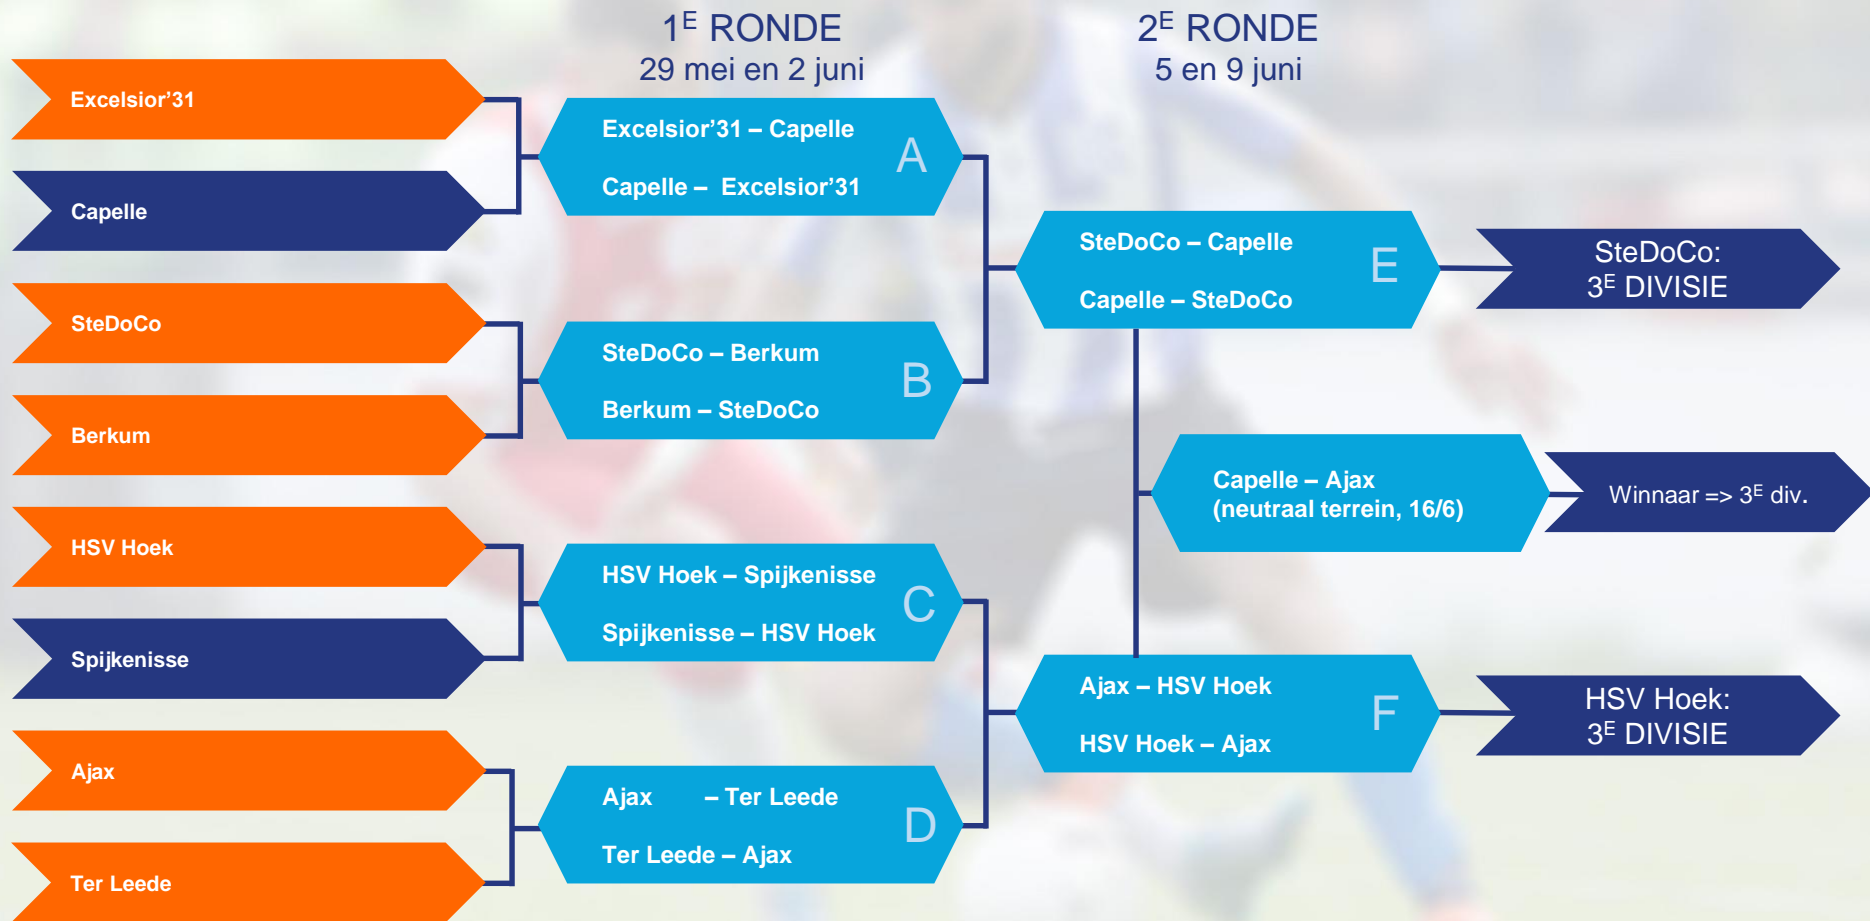 1E RONDE
29 mei en 2 juni
2E RONDE
5 en 9 juni
Excelsior’31
Capelle
SteDoCo
Berkum
HSV Hoek
Spijkenisse
Ajax
Ter Leede
Excelsior’31 – Capelle
Capelle – Excelsior’31
A
SteDoCo – Berkum
Berkum – SteDoCo
B
HSV Hoek – Spijkenisse
Spijkenisse – HSV Hoek
C
Ajax – Ter Leede
Ter Leede – Ajax
D
SteDoCo – Capelle
Capelle – SteDoCo
E
Capelle – Ajax
(neutraal terrein, 16/6)
Ajax – HSV Hoek
HSV Hoek – Ajax
F
SteDoCo:
3E DIVISIE
Winnaar => 3E div.
HSV Hoek:
3E DIVISIE